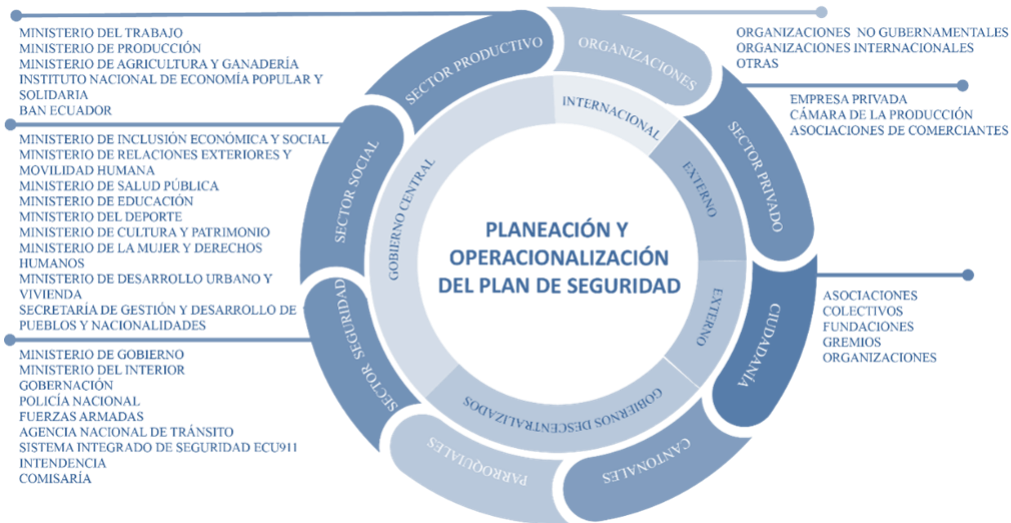 MINISTERIO DEL TRABAJO
MINISTERIO DE PRODUCCIÓN
MINISTERIO DE AGRICULTURA Y GANADERÍA
INSTITUTO NACIONAL DE ECONOMÍA POPULAR Y
SOLIDARIA
BAN ECUADOR
MINISTERIO DE INCLUSIÓN ECONÓMICA Y SOCIAL
MINISTERIO DE RELACIONES EXTERIORES Y
MOVILIDAD HUMANA
MINISTERIO DE SALUD PÚBLICA
MINISTERIO DE EDUCACIÓN
MINISTERIO DEL DEPORTE
MINISTERIO DE CULTURA Y PATRIMONIO
MINISTERIO DE LA MUJER Y DERECHOS
HUMANOS
MINISTERIO DE DESARROLLO URBANO Y
VIVIENDA
SECRETARÍA DE GESTIÓN Y DESARROLLO DE
PUEBLOS Y NACIONALIDADES
MINISTERIO DE GOBIERNO
MINISTERIO DEL INTERIOR
GOBERNACIÓN
POLICÍA NACIONAL
FUERZAS ARMADAS
AGENCIA NACIONAL DE TRÁNSITO
SISTEMA INTEGRADO DE SEGURIDAD ECU911
INTENDENCIA
COMISARÍA
SECTOR PRODUCTIVO
SECTOR SOCIAL
SECTOR SEGURIDAD
ORGANIZACIONES
SECTOR PRIVADO
CIUDADANÍA
CANTONALES
PARROQUIALES
GOBIERNO CENTRAL
INTERNACIONAL
EXTERNO
EXTERNO
GOBIERNOS DESCENTRALIZADOS
PLANEACIÓN Y
OPERACIONALIZACIÓN
DEL PLAN DE SEGURIDAD
ORGANIZACIONES NO GUBERNAMENTALES
ORGANIZACIONES INTERNACIONALES
OTRAS
EMPRESA PRIVADA
CÁMARA DE LA PRODUCCIÓN
ASOCIACIONES DE COMERCIANTES
ASOCIACIONES
COLECTIVOS
FUNDACIONES
GREMIOS
ORGANIZACIONES